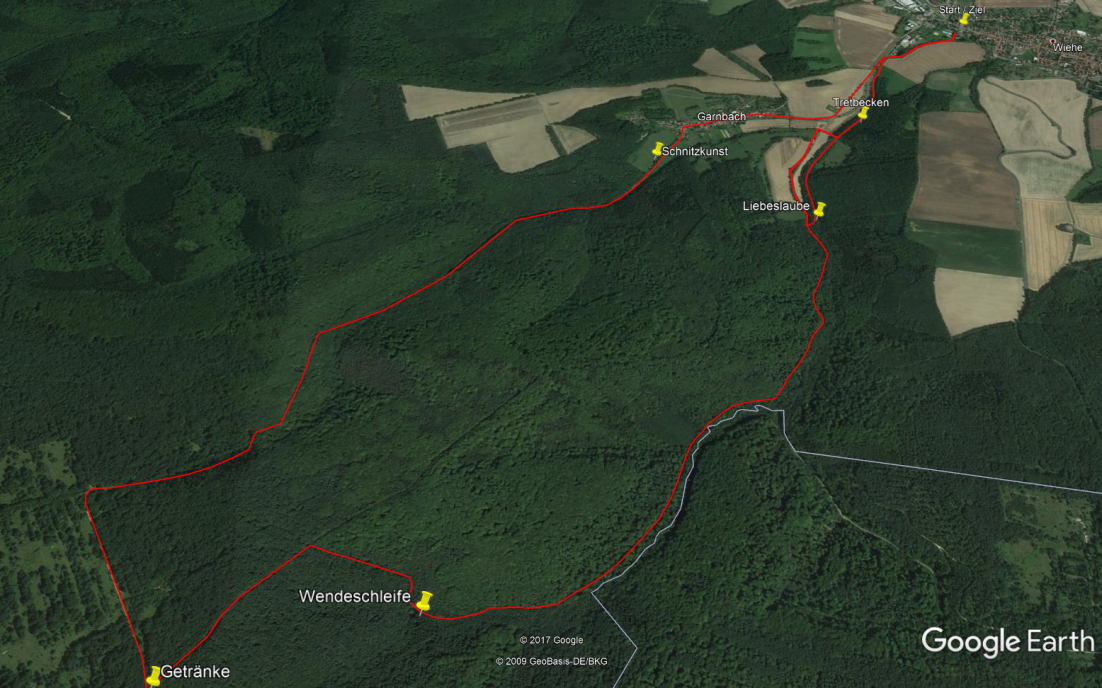 Start / Ziel
Wiehe
Tretbecken
Garnbach
Schnitzkunst
Liebeslaube
Wendeschleife
© 2017 Google
© 2009 GeoBasis-DE/BKG
Google Earth
Getränke